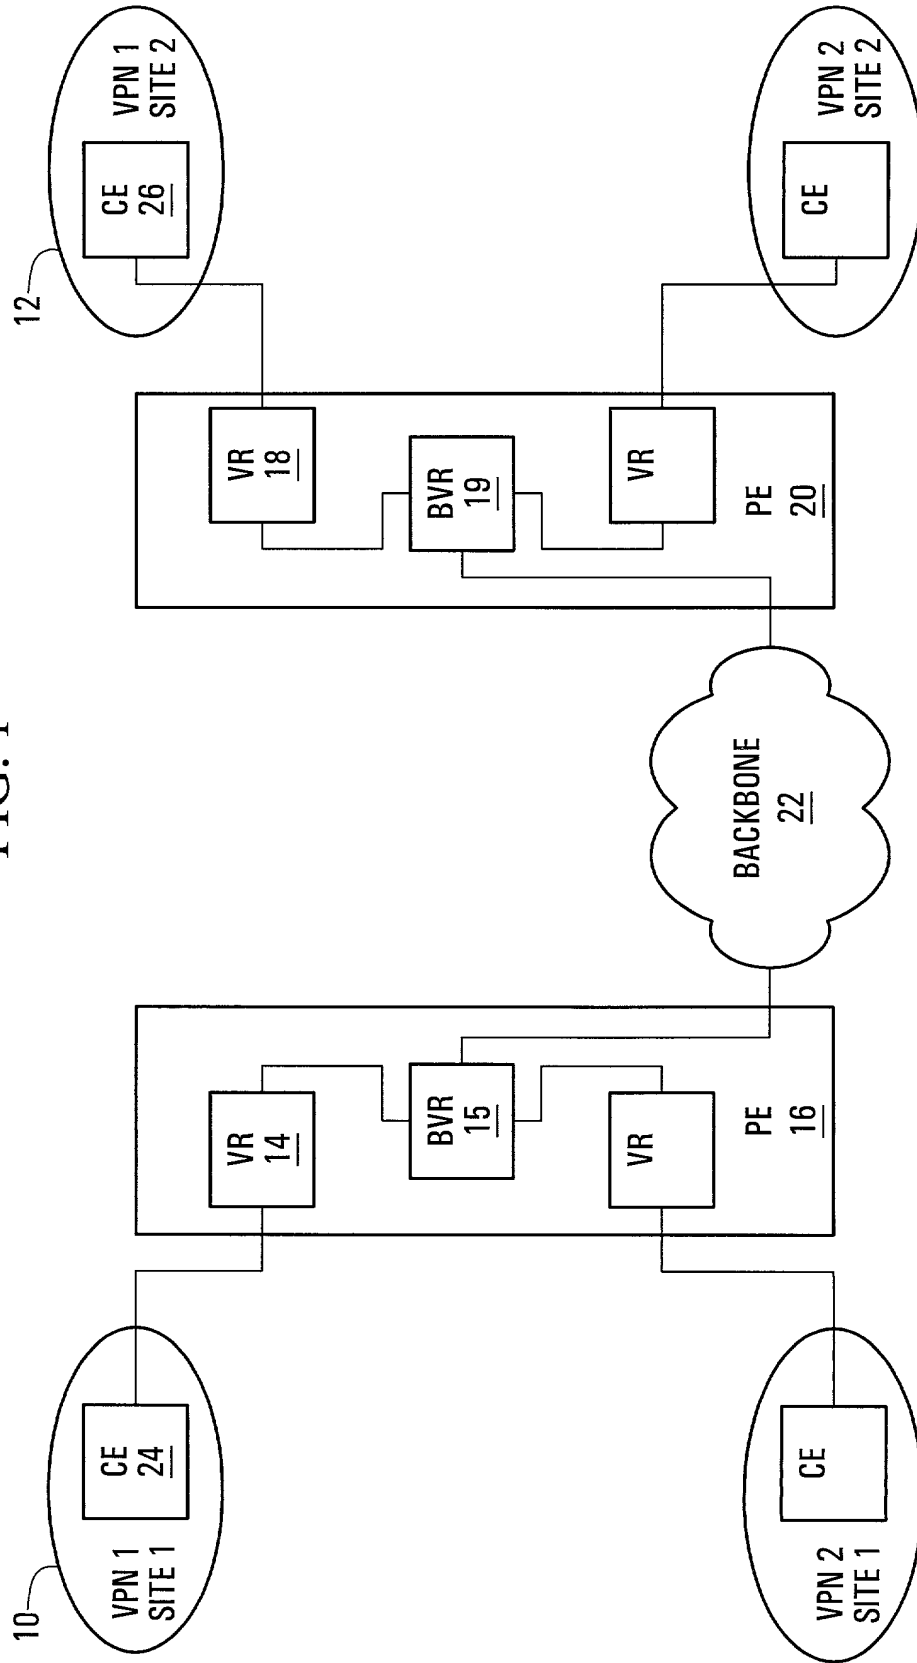 FIG. 1
10
VPN 1
SITE 1
CE
24
VR
14
BVR
15
VR
PE
16
VPN 2
SITE 1
CE
BACKBONE
22
12
CE
26
VPN 1
SITE 2
VR
18
BVR
19
VR
PE
20
CE
VPN 2
SITE 2